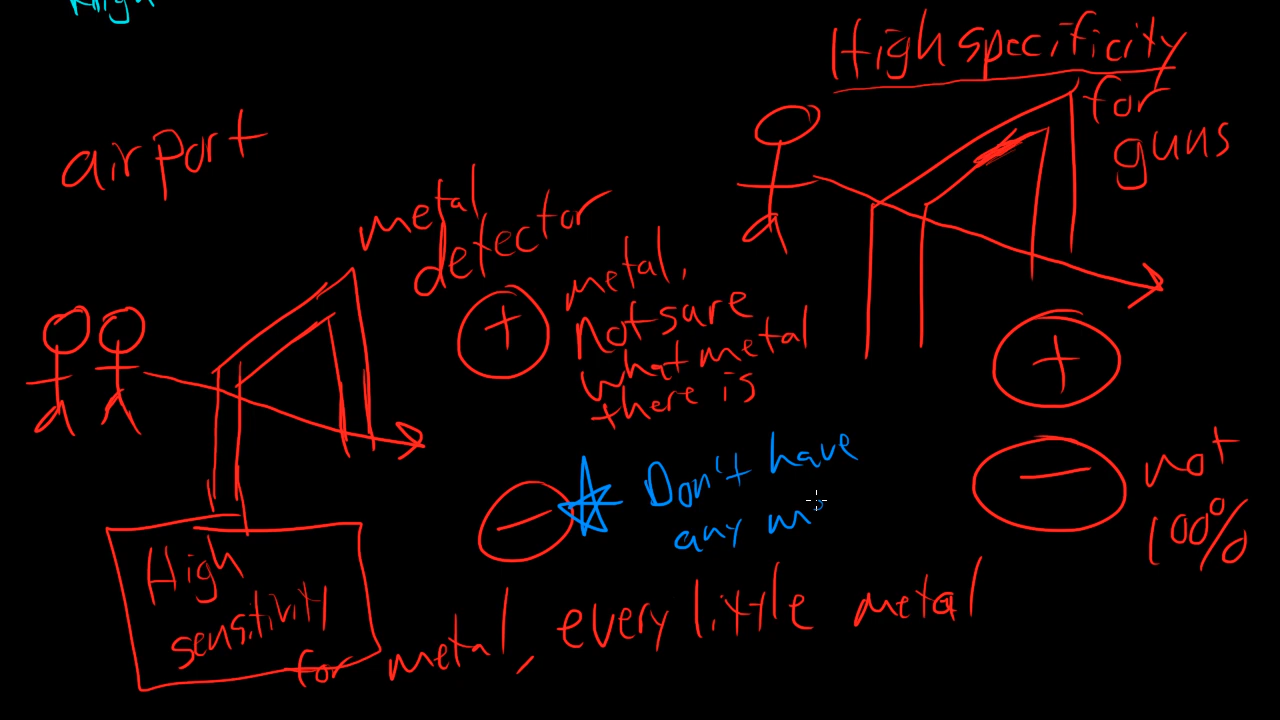 High
High specificity
for
guns
airport
metal
detector
+
metal,
not sure
what metal
there is
+
-
Don't have
any m
-
not
100%
High
sensitivity
for metal, every little metal